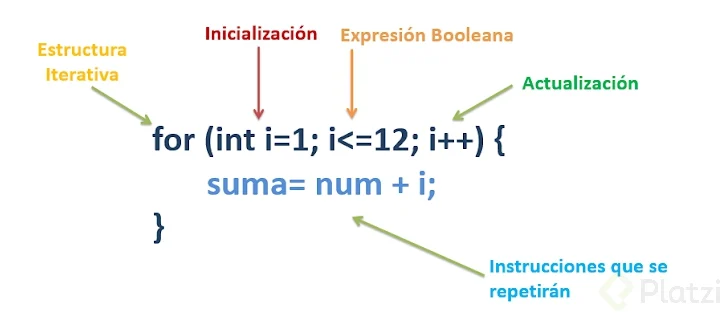 Inicialización
Expresión Booleana
Estructura
Iterativa
Actualización
for (int i=1; i<=12; i++) {
suma= num + i;
}
Instrucciones que se
repetirán
Platzi